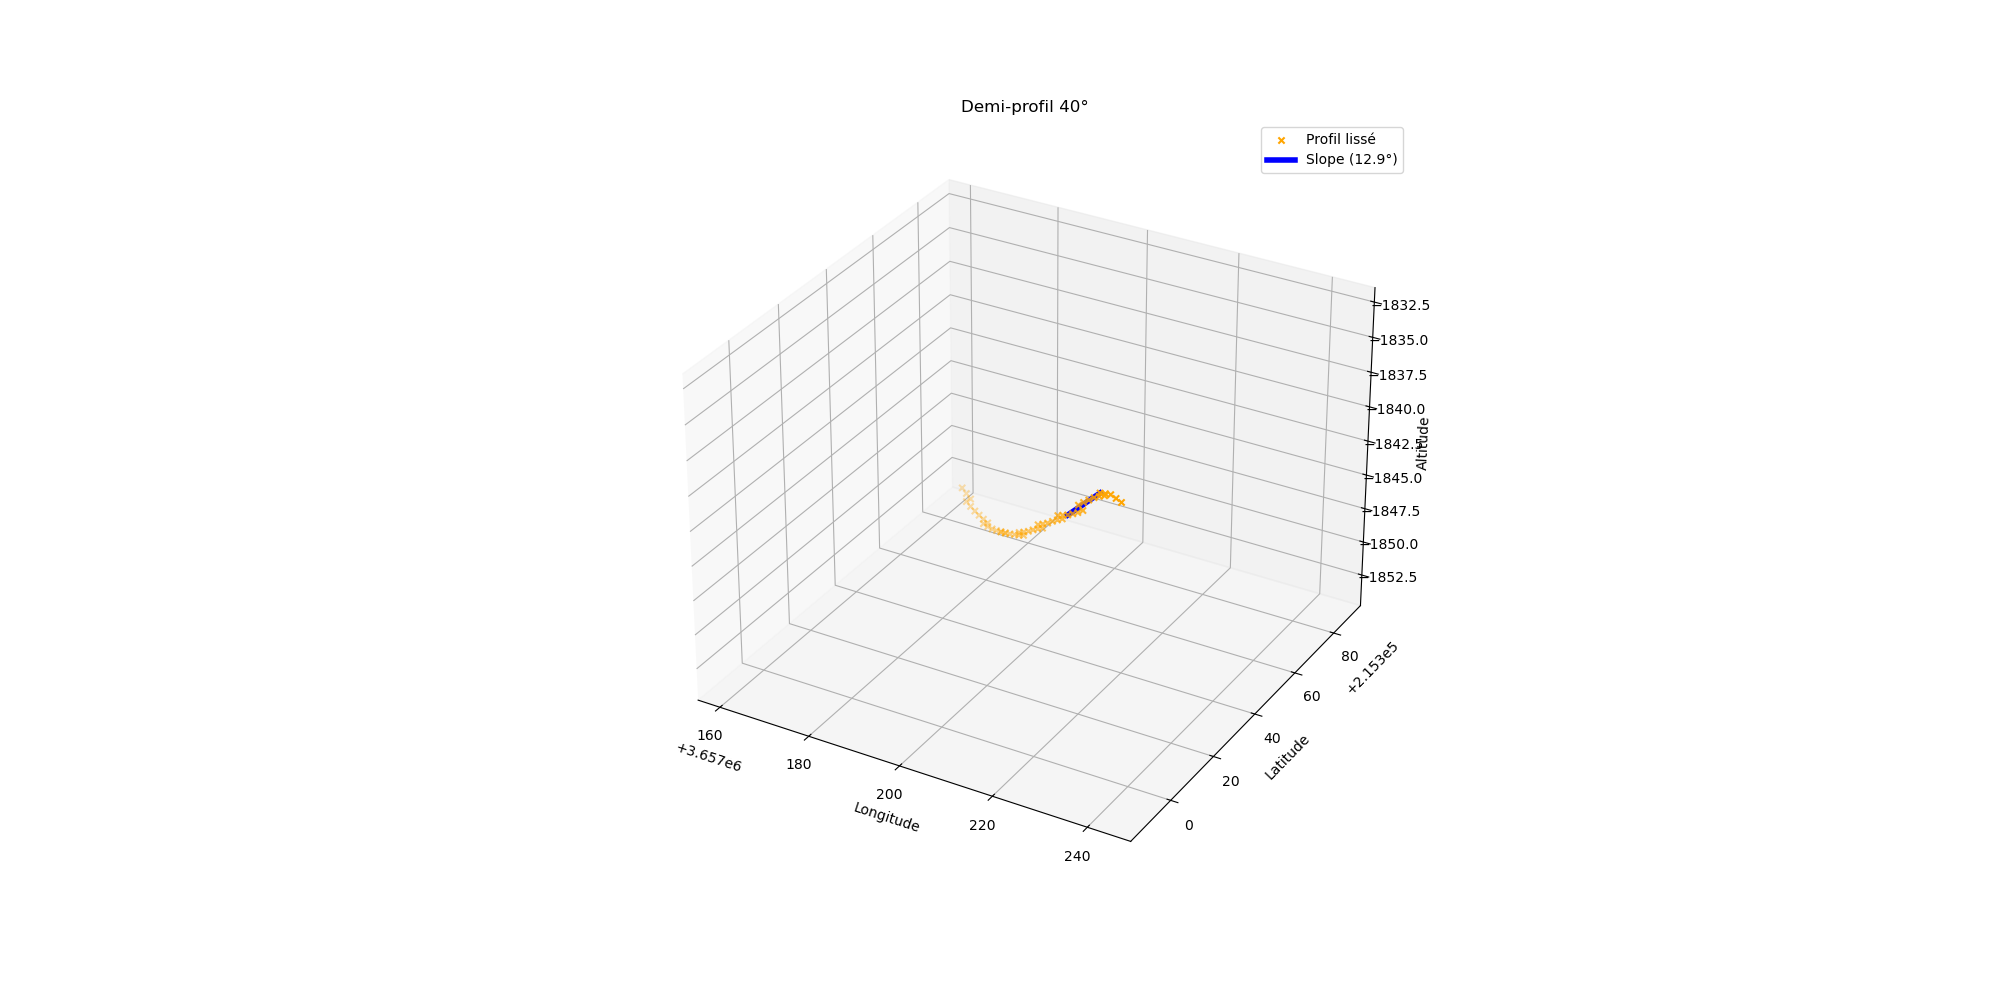 Demi-profil 40°
Profil lissé
Slope (12.9°)
−1832.5
−1835.0
−1837.5
−1840.0
−1842.5
−1845.0
−1847.5
−1850.0
−1852.5
Altitude
80
60
40
20
0
+2.153e5
Latitude
160
180
200
220
240
+3.657e6
Longitude